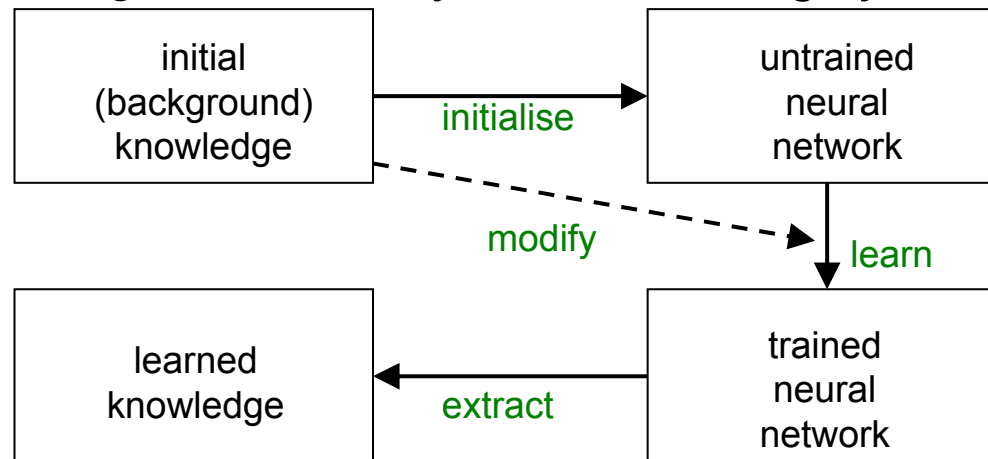 initial
(background)
knowledge
initialise
untrained
neural
network
modify
learn
learned
knowledge
extract
trained
neural
network